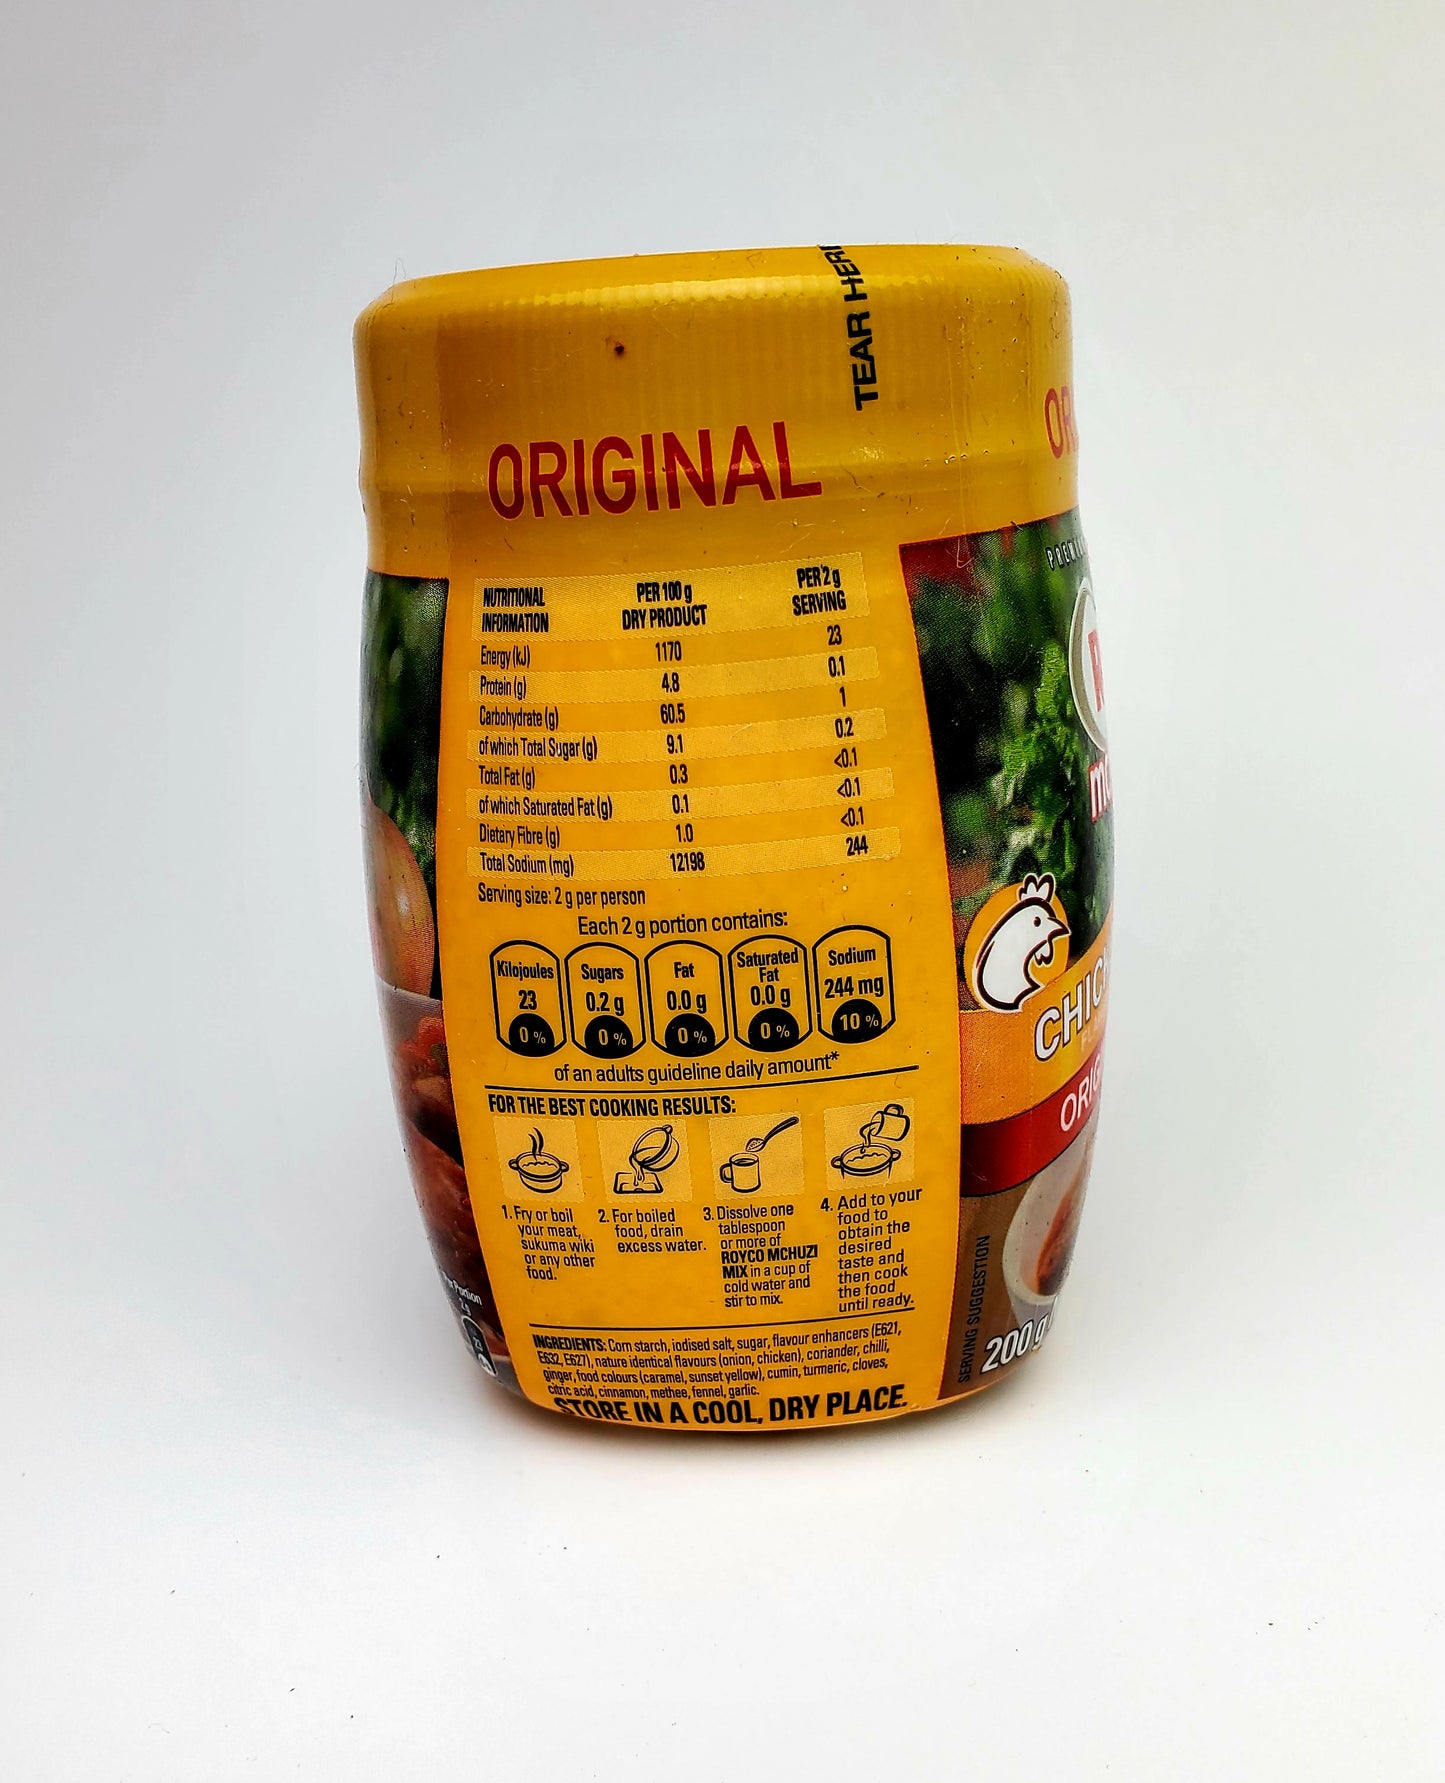 TEAR HER
ORIGINAL
NUTRITIONAL INFORMATION PER 100 g DRY PRODUCT PER 2 g SERVING
Energy (kJ) 1170 23
Protein (g) 4.8 0.1
Carbohydrate (g) 60.5 1
of which Total Sugar (g) 9.1 0.2
Total Fat (g) 0.3 <0.1
of which Saturated Fat (g) 0.1 <0.1
Dietary Fibre (g) 1.0 <0.1
Total Sodium (mg) 12198 244
Serving size: 2 g per person
Each 2 g portion contains:
Kilojoules 23 0 %
Sugars 0.2 g 0 %
Fat 0.0 g 0 %
Saturated Fat 0.0 g 0 %
Sodium 244 mg 10 %
of an adults guideline daily amount*
FOR THE BEST COOKING RESULTS:
1. Fry or boil
your meat,
sukuma wiki
or any other
food.
2. For boiled
food, drain
excess water.
3. Dissolve one
tablespoon
or more of
ROYCO MCHUZI
MIX in a cup of
cold water and
stir to mix.
4. Add to your
food to
obtain the
desired
taste and
then cook
the food
until ready.
INGREDIENTS: Corn starch, iodised salt, sugar, flavour enhancers (E621,
E632, E627), nature identical flavours (onion, chicken), coriander, chilli,
ginger, food colours (caramel, sunset yellow), cumin, turmeric, cloves,
citric acid, cinnamon, methee, fennel, garlic.
STORE IN A COOL, DRY PLACE.
CHIC
ORIG
SERVING SUGGESTION
200 g
Portion
2 g
23